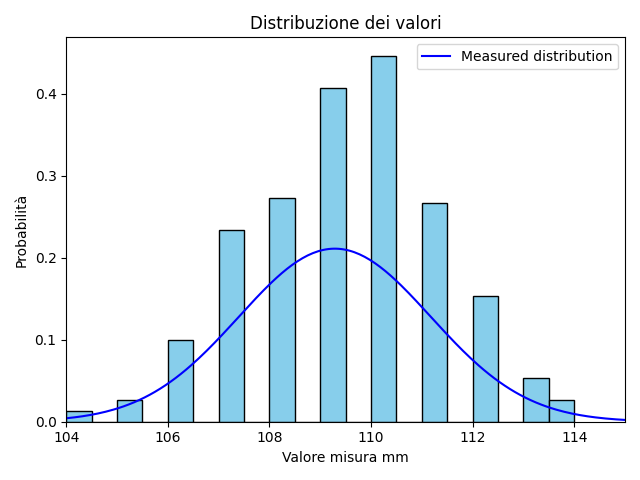 Distribuzione dei valori
Measured distribution
0.4
0.3
0.2
0.1
0.0
Probabilità
104 106 108 110 112 114
Valore misura mm